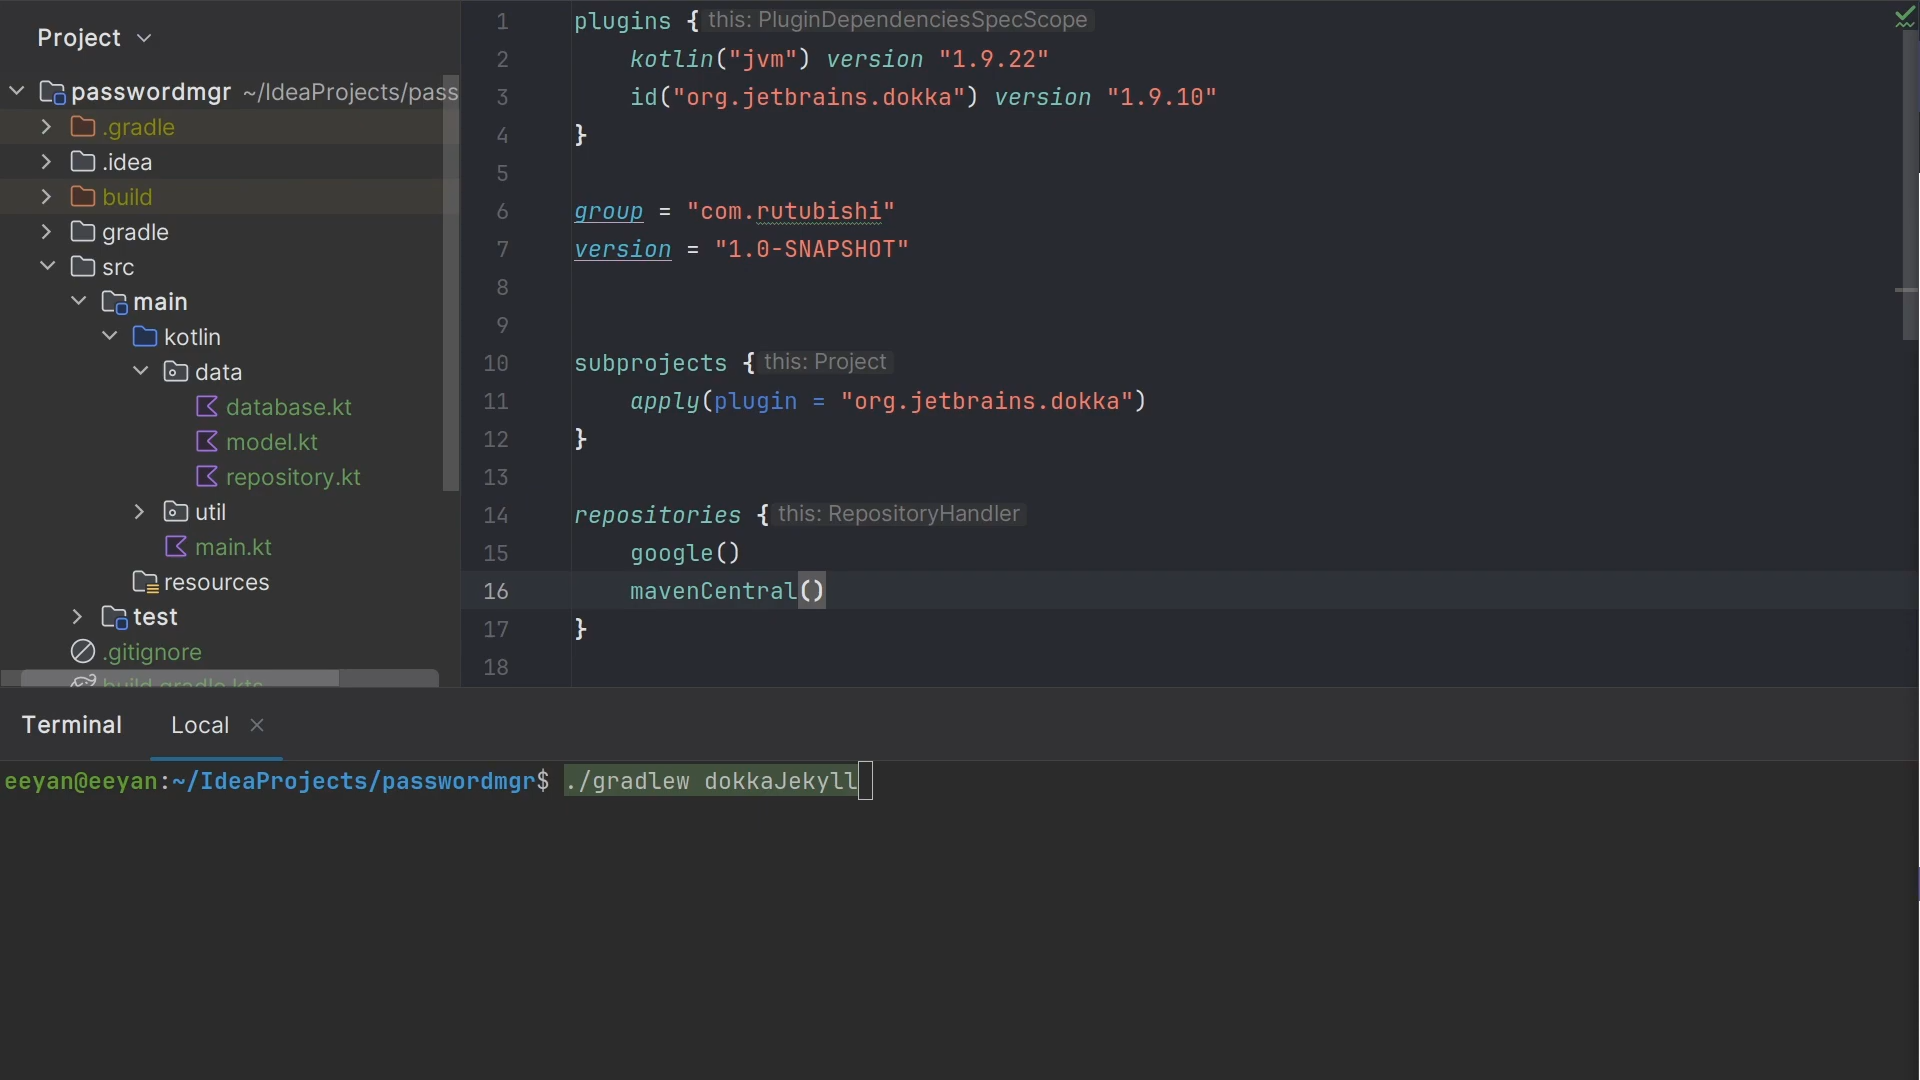 Project
passwordmgr ~/IdeaProjects/pass
.gradle
.idea
build
gradle
src
main
kotlin
data
database.kt
model.kt
repository.kt
util
main.kt
resources
test
.gitignore
build.gradle.kts
1 plugins { this: PluginDependenciesSpecScope
2 kotlin("jvm") version "1.9.22"
3 id("org.jetbrains.dokka") version "1.9.10"
4 }
5
6 group = "com.rutubishi"
7 version = "1.0-SNAPSHOT"
8
9
10 subprojects { this: Project
11 apply(plugin = "org.jetbrains.dokka")
12 }
13
14 repositories { this: RepositoryHandler
15 google()
16 mavenCentral()
17 }
18
Terminal Local
eeyan@eeyan:~/IdeaProjects/passwordmgr$ ./gradlew dokkaJekyll